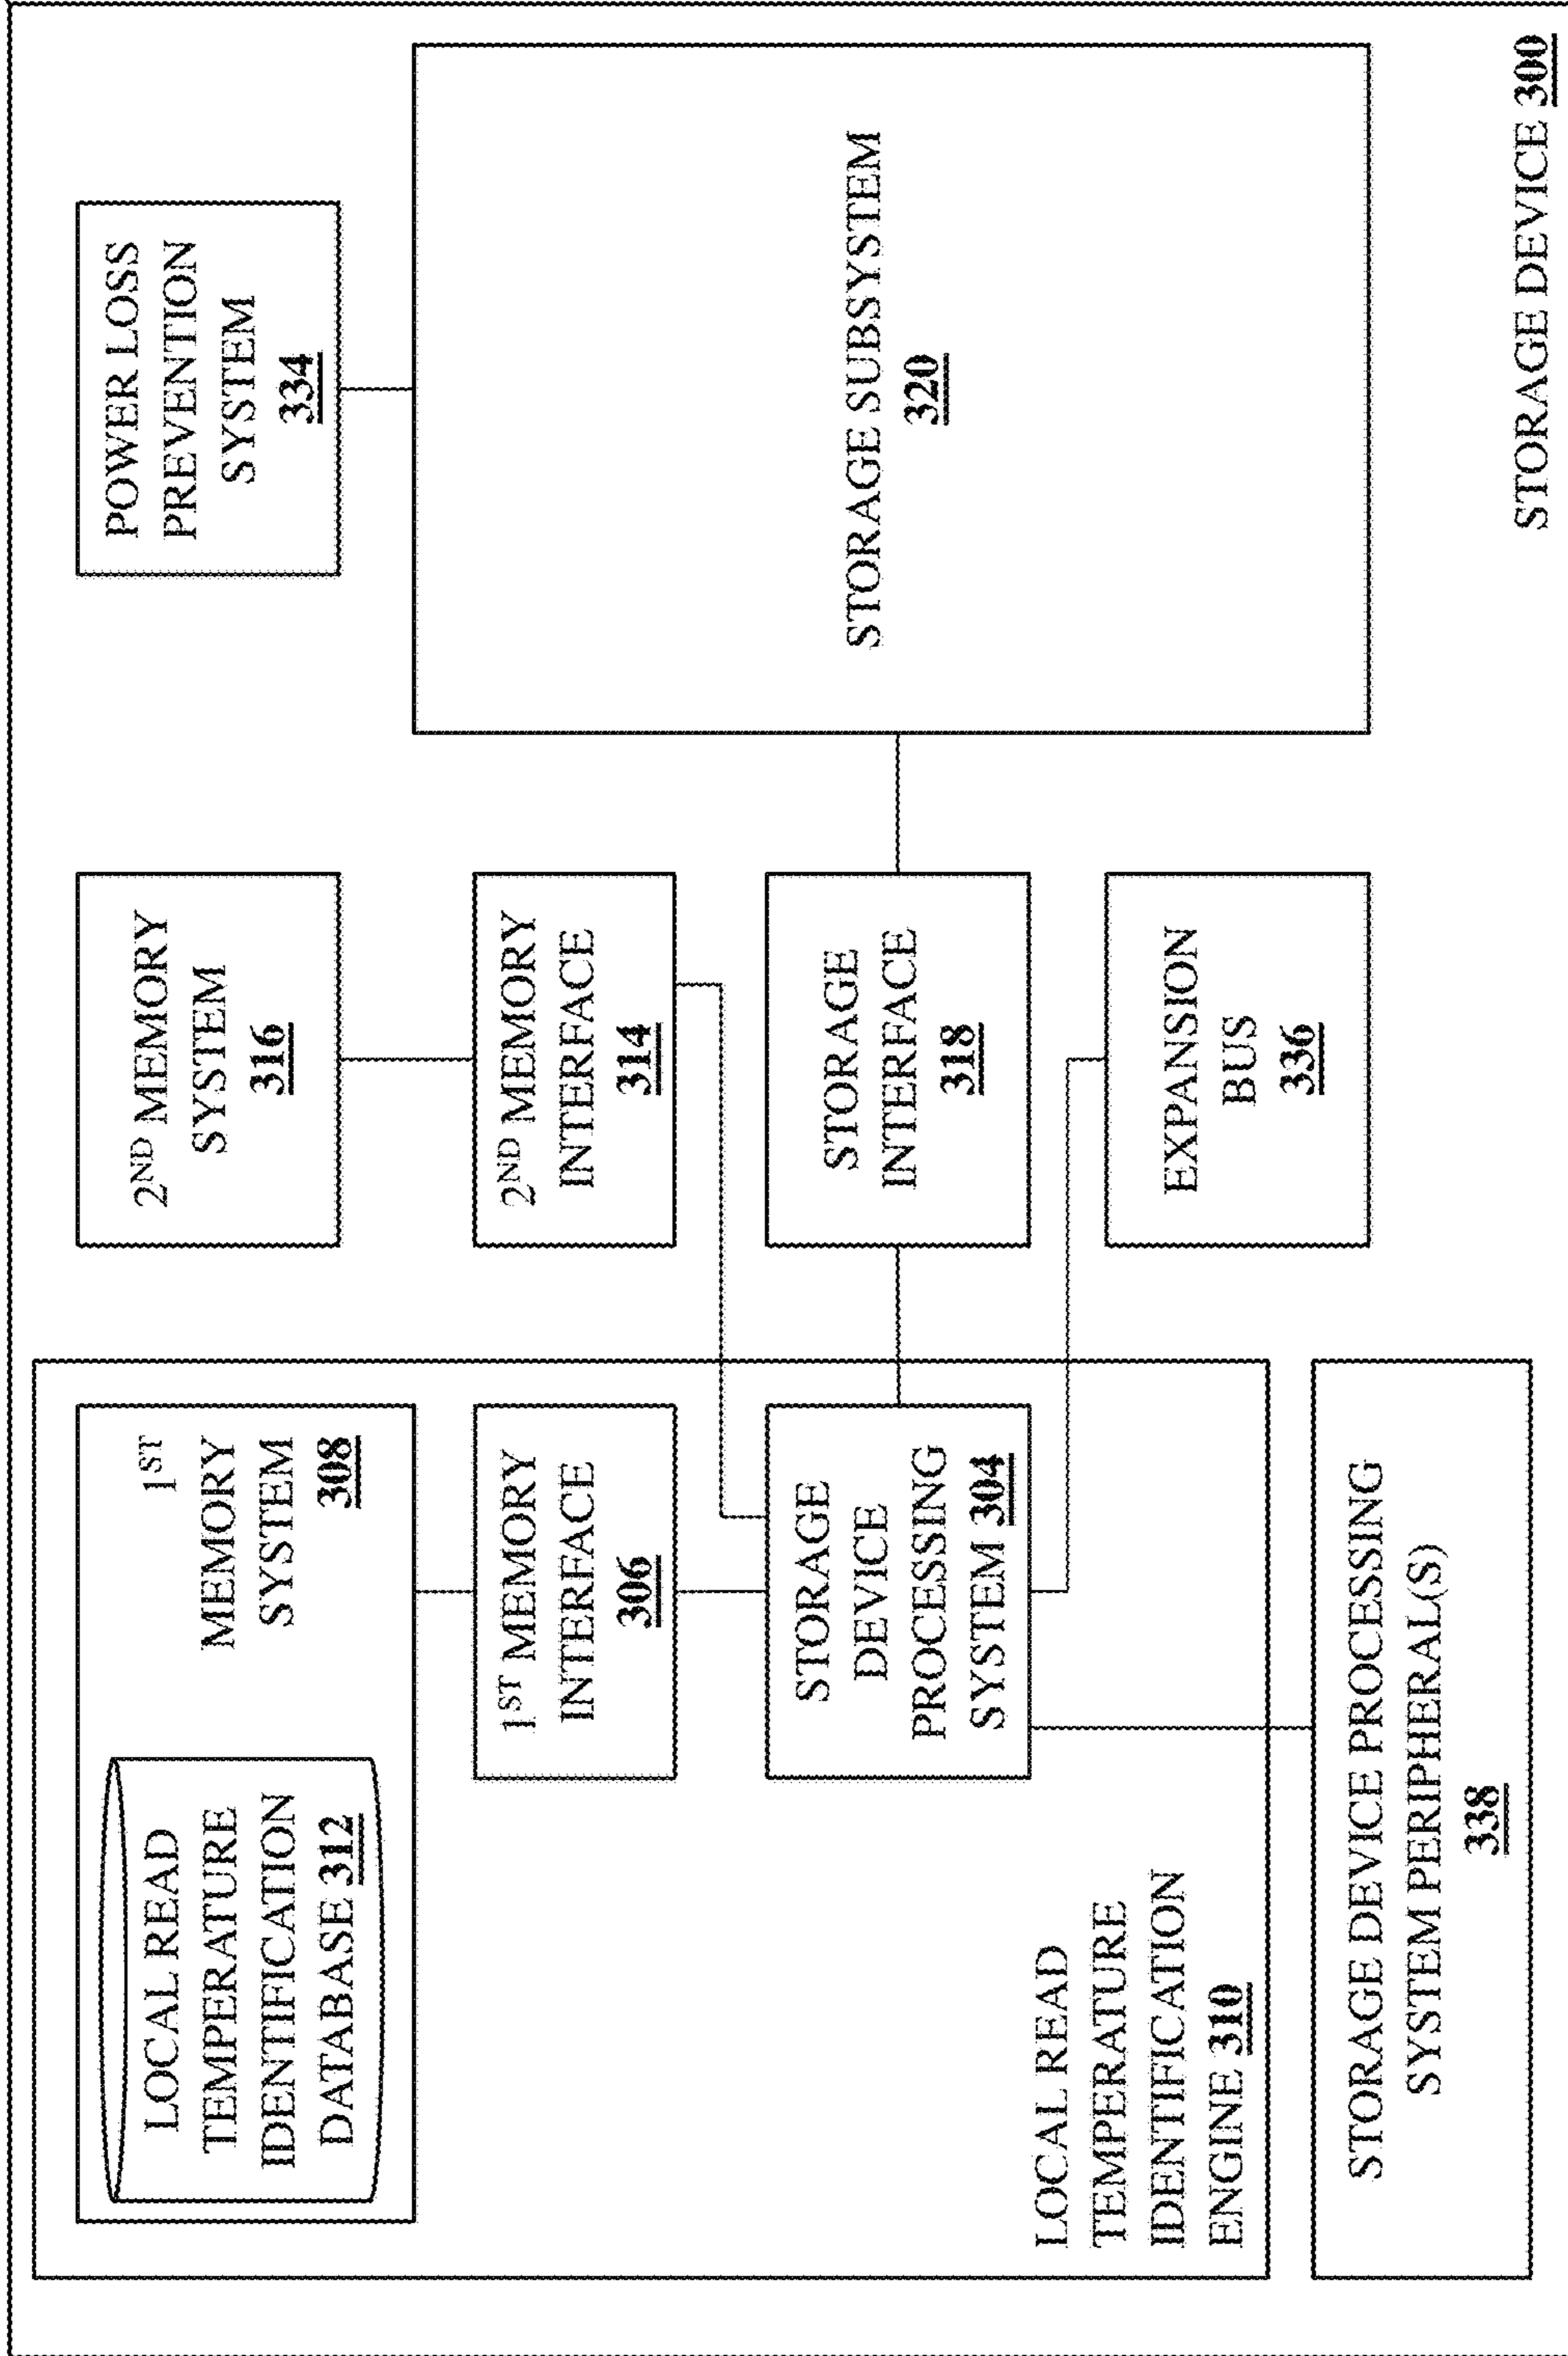 LOCAL READ
TEMPERATURE
IDENTIFICATION
DATABASE 312
1ST
MEMORY
SYSTEM
308
2ND MEMORY
SYSTEM
316
POWER LOSS
PREVENTION
SYSTEM
334
1ST MEMORY
INTERFACE
306
2ND MEMORY
INTERFACE
314
STORAGE
DEVICE
PROCESSING
SYSTEM 304
STORAGE
INTERFACE
318
STORAGE SUBSYSTEM
320
LOCAL READ
TEMPERATURE
IDENTIFICATION
ENGINE 310
EXPANSION
BUS
336
STORAGE DEVICE PROCESSING
SYSTEM PERIPHERAL(S)
338
STORAGE DEVICE 300